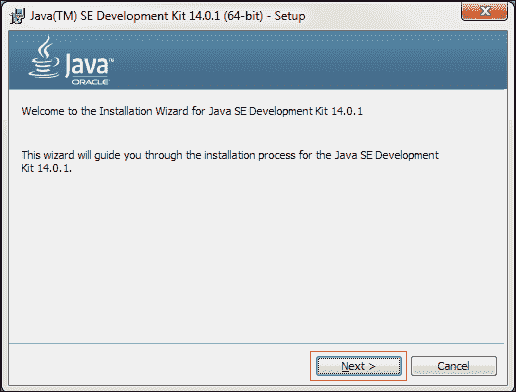 Java(TM) SE Development Kit 14.0.1 (64-bit) - Setup
Java™
ORACLE
Welcome to the Installation Wizard for Java SE Development Kit 14.0.1
This wizard will guide you through the installation process for the Java SE Development
Kit 14.0.1.
Next >
Cancel